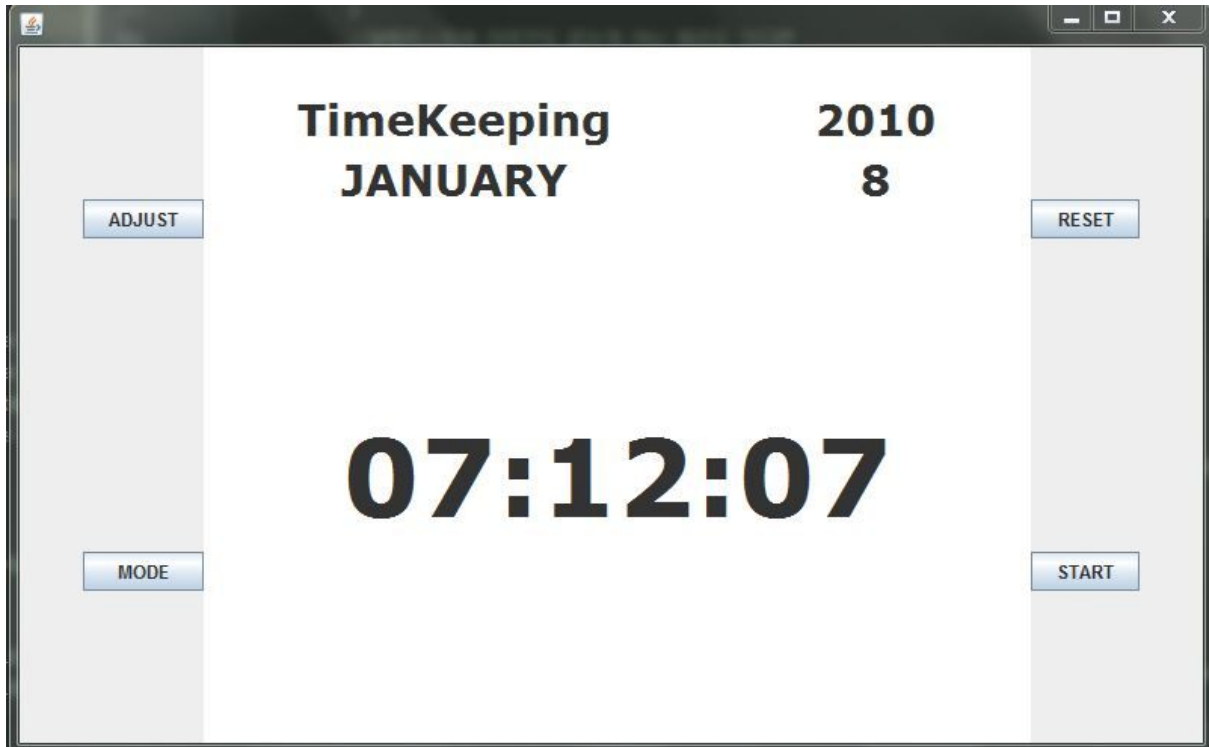 TimeKeeping 2010
JANUARY 8
ADJUST RESET
07:12:07
MODE START